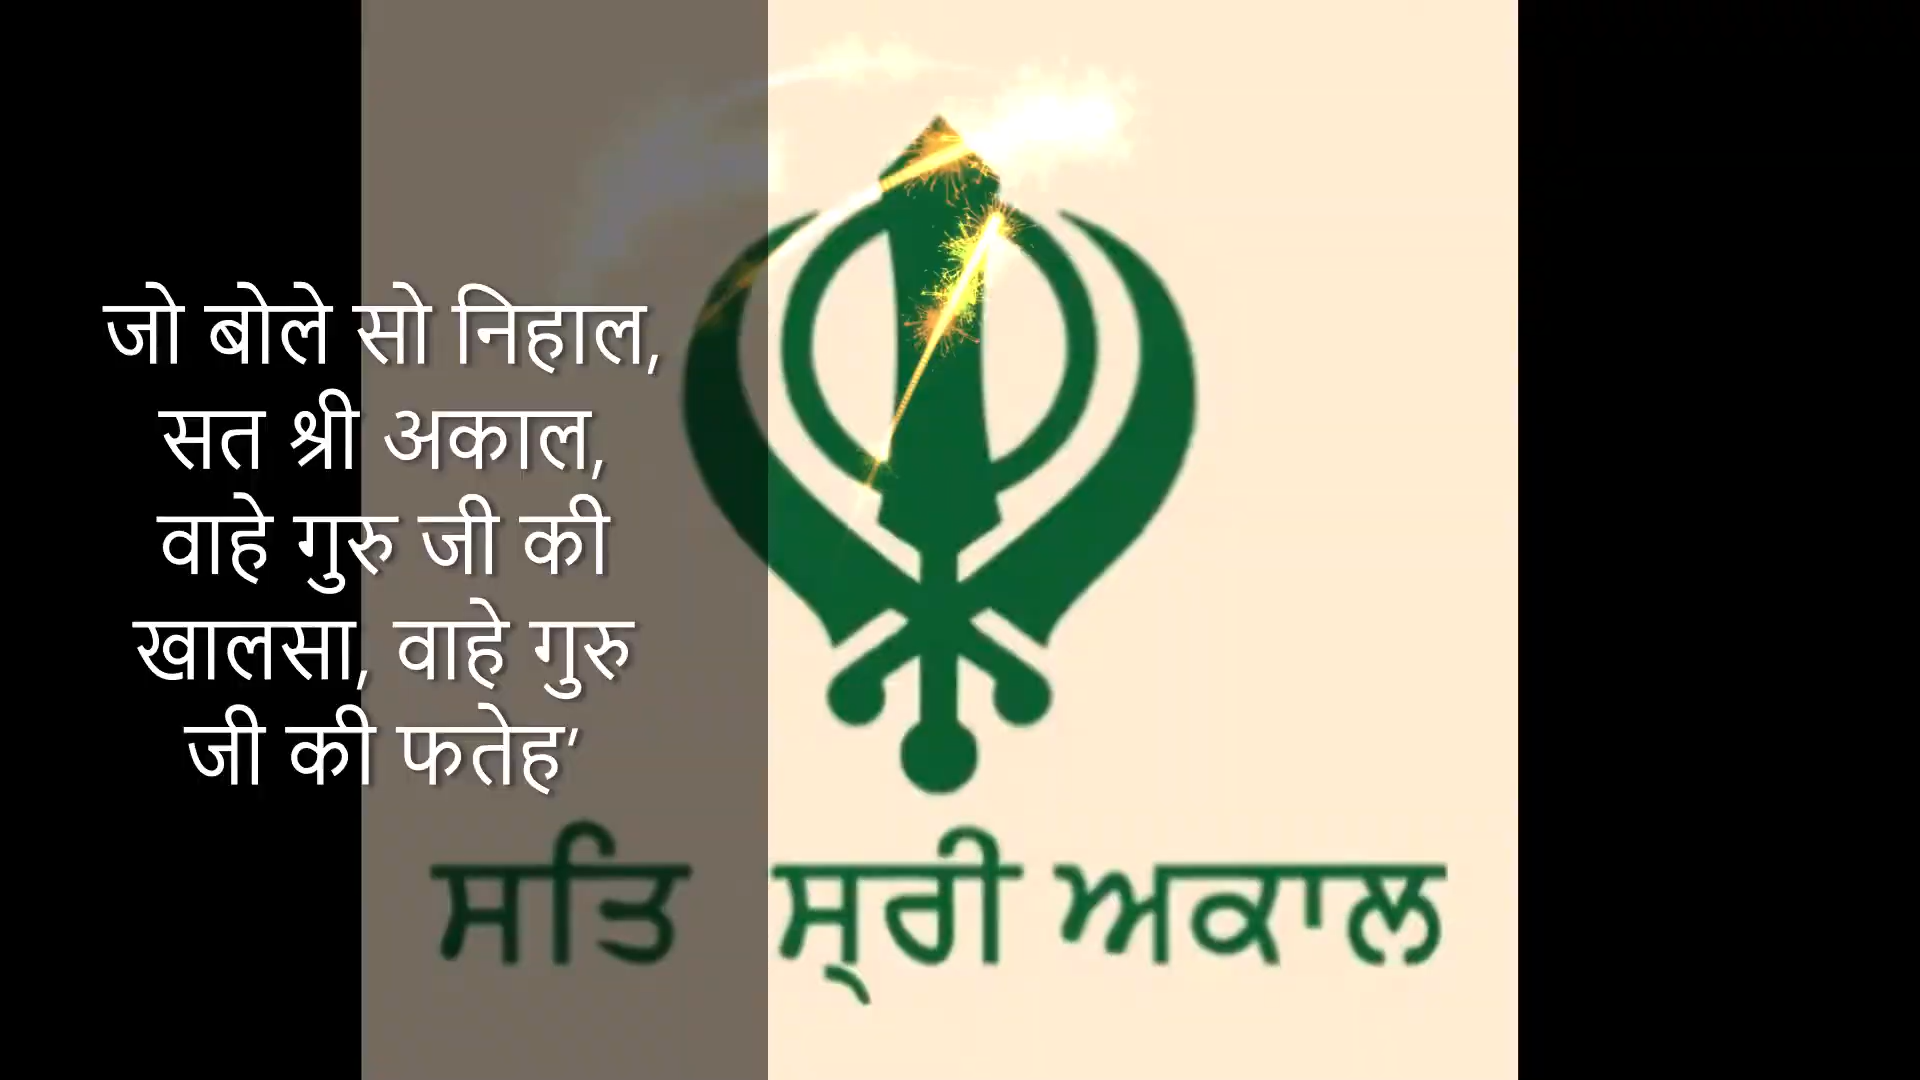 जो बोले सो निहाल,
सत श्री अकाल,
वाहे गुरु जी की
खालसा, वाहे गुरु
जी की फतेह’
ਸਤਿ ਸ੍ਰੀ ਅਕਾਲ